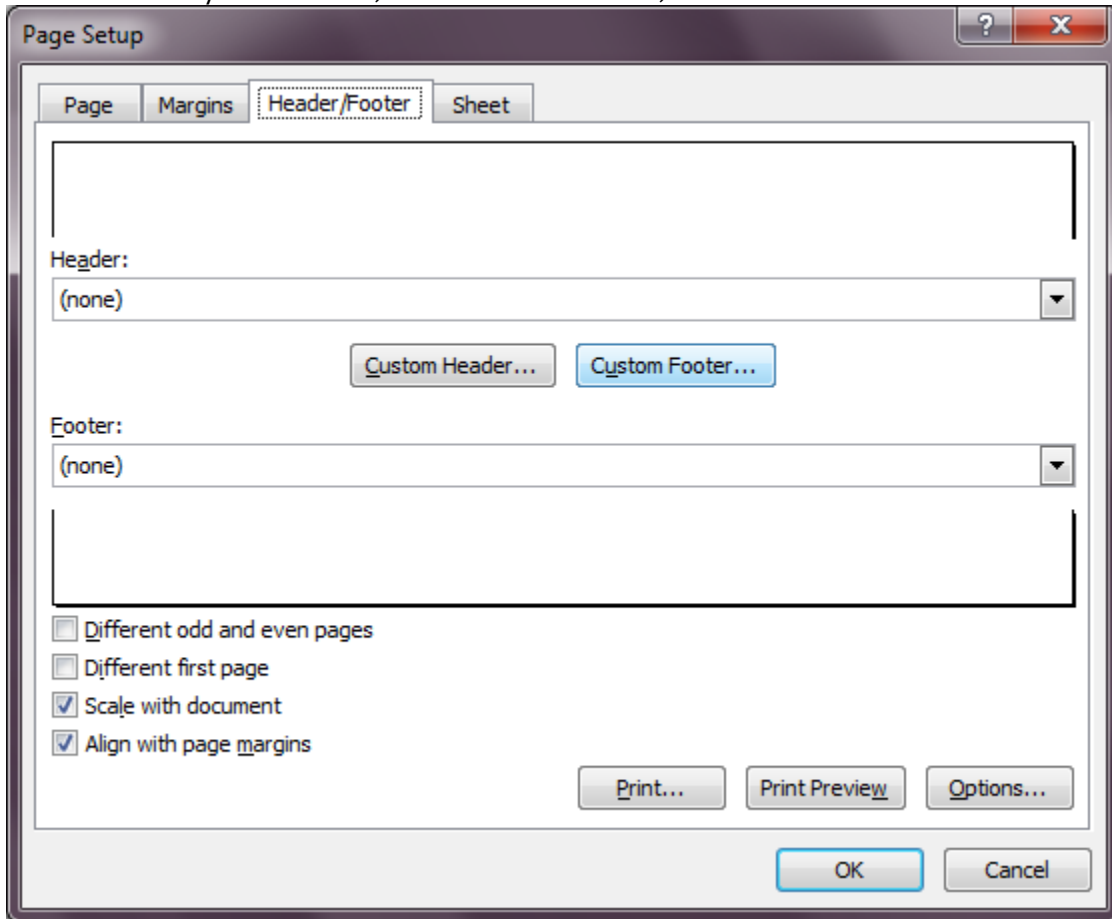 Page Setup
?
X
Page Margins Header/Footer Sheet
Header:
(none)
Custom Header... Custom Footer...
Footer:
(none)
Different odd and even pages
Different first page
Scale with document
Align with page margins
Print... Print Preview Options...
OK Cancel